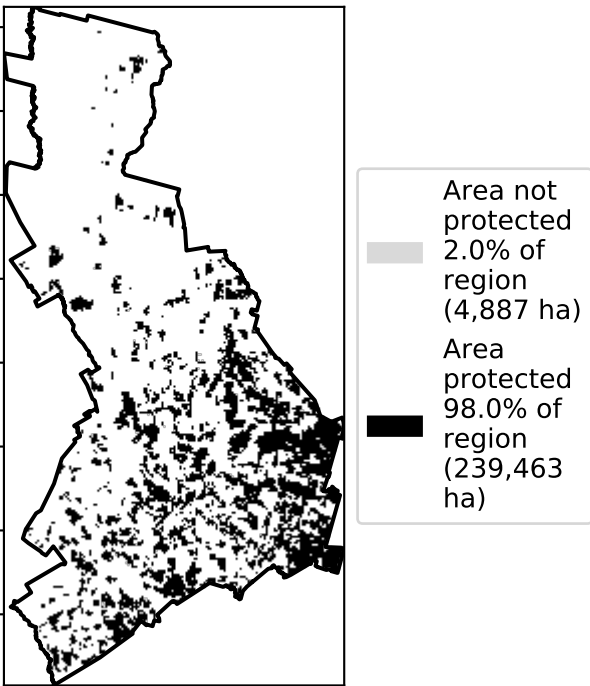 Area not
protected
2.0% of
region
(4,887 ha)
Area
protected
98.0% of
region
(239,463
ha)